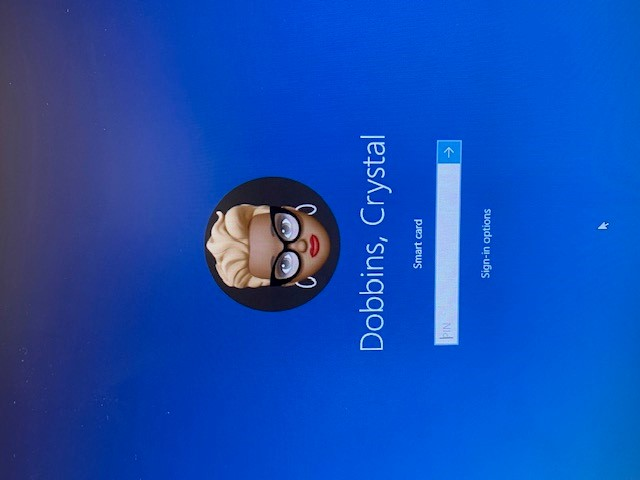 Dobbins, Crystal
Smart card
PIN
Sign-in options